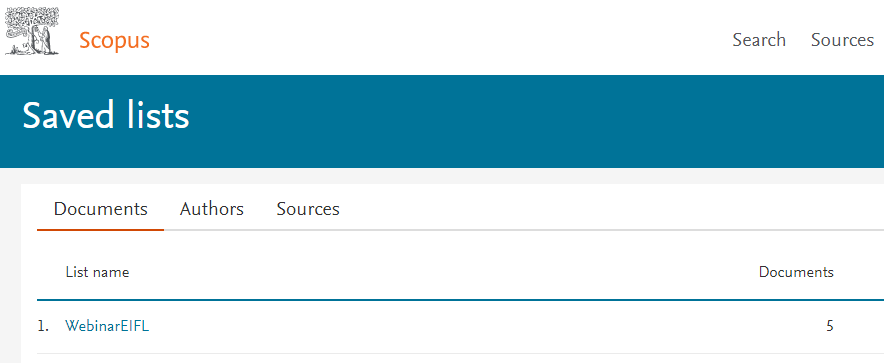 Scopus Search Sources
Saved lists
Documents Authors Sources
List name Documents
1. WebinarEIFL 5